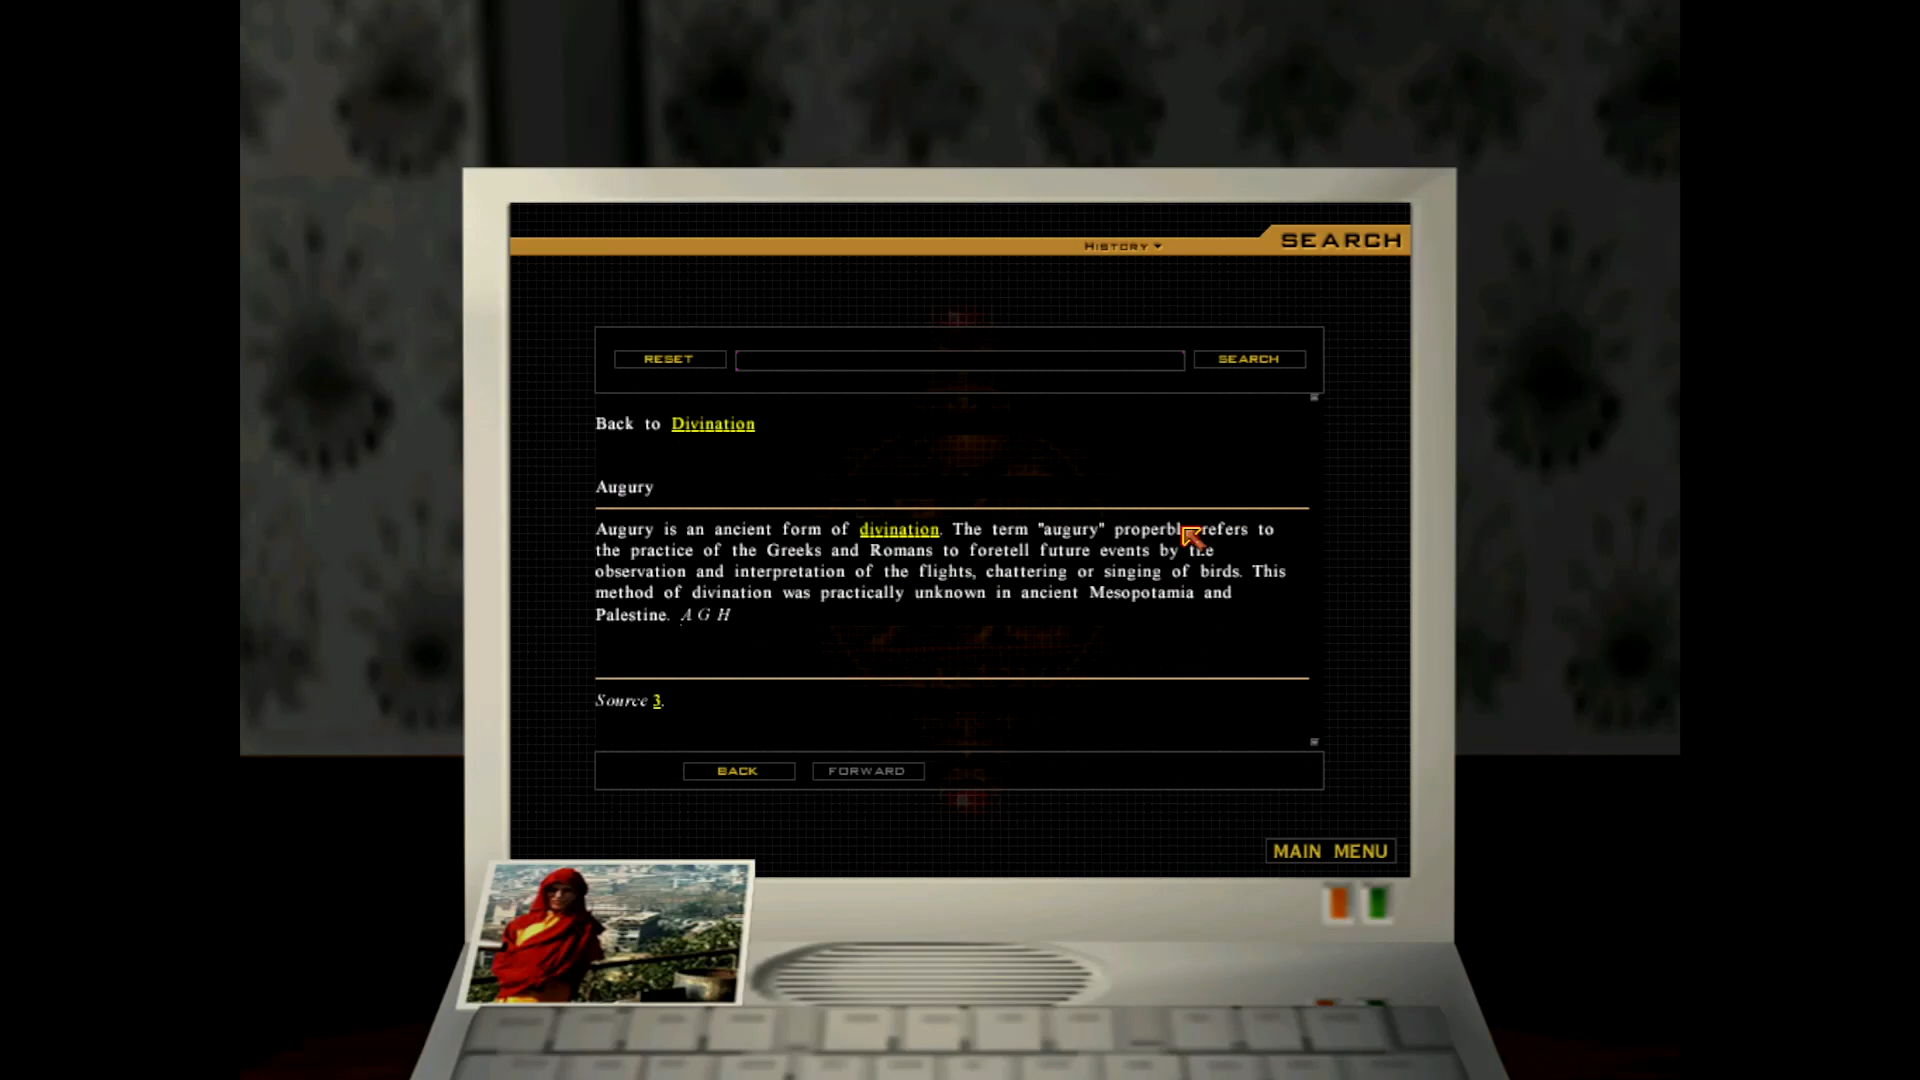 History ▾
SEARCH
RESET
SEARCH
Back to Divination
Augury
Augury is an ancient form of divination. The term "augury" refers to
the practice of the Greeks and Romans to foretell future events by
observation and interpretation of the flights, chattering or singing of birds. This
method of divination was practically unknown in ancient Mesopotamia and
Palestine. A G H
Source 3.
BACK
FORWARD
MAIN MENU